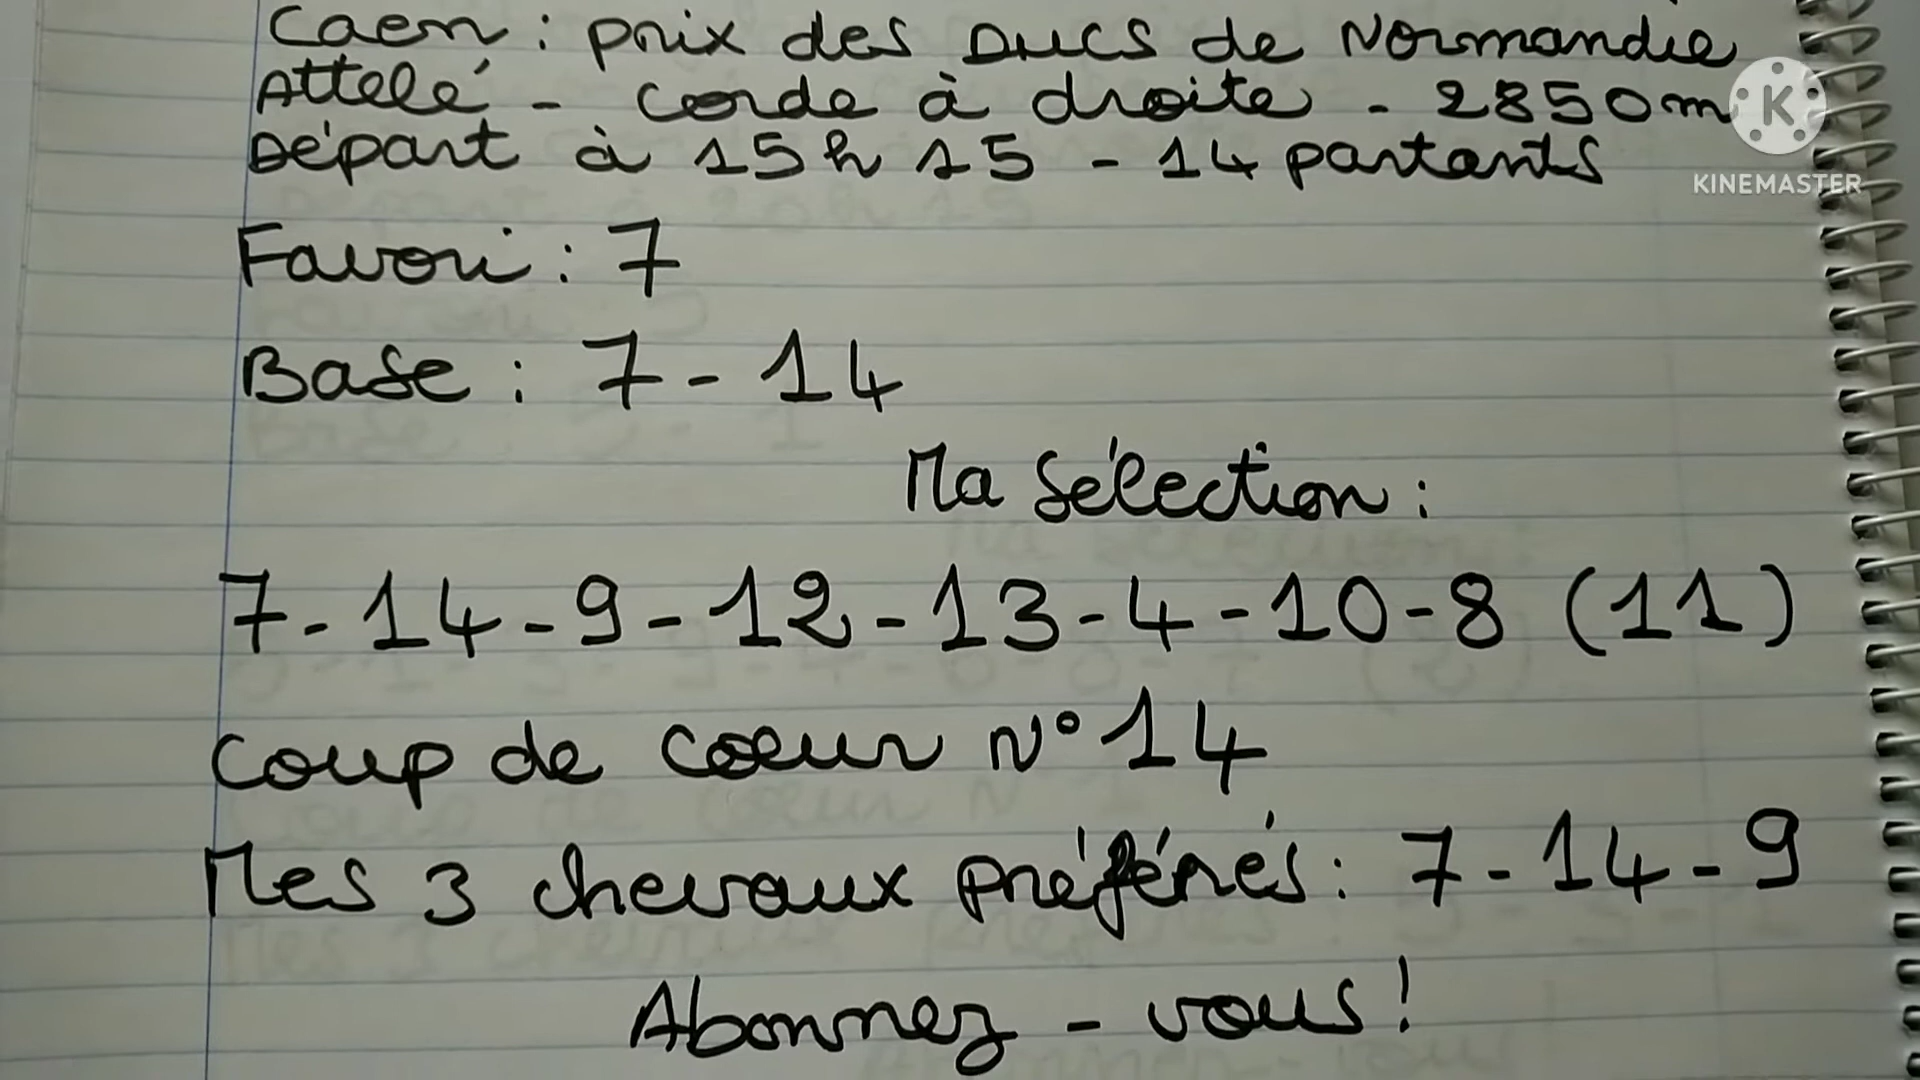 Caen : prix des Ducs de Normandie
Attelé - corde à droite - 2850m
Départ à 15h15 - 14 partants
Favori : 7
Base : 7 - 14
Ma sélection :
7 - 14 - 9 - 12 - 13 - 4 - 10 - 8 (11)
Coup de coeur N° 14
Mes 3 chevaux préférés : 7 - 14 - 9
Abonnez - vous !
K
KINEMASTER